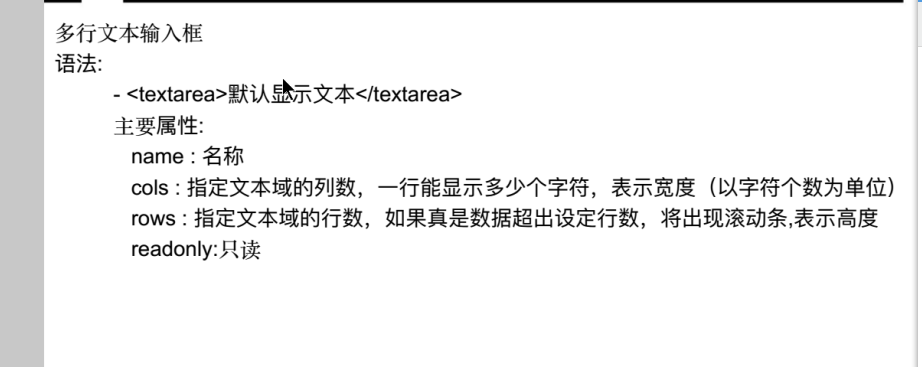 多行文本输入框
语法:
- <textarea>默认显示文本</textarea>
主要属性:
name : 名称
cols : 指定文本域的列数，一行能显示多少个字符，表示宽度（以字符个数为单位）
rows : 指定文本域的行数，如果真是数据超出设定行数，将出现滚动条,表示高度
readonly:只读